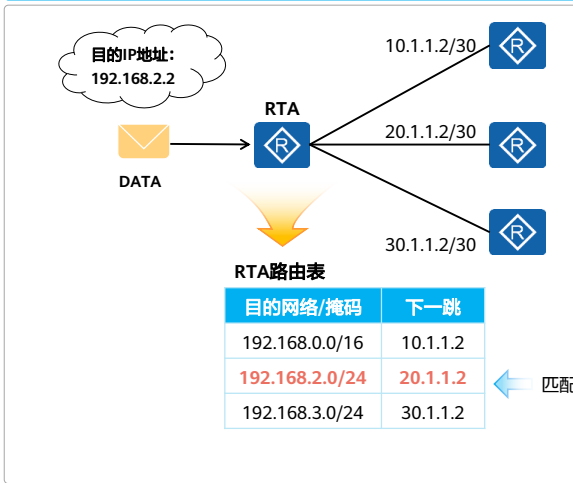 目的IP地址：
192.168.2.2
10.1.1.2/30
R
RTA
R
20.1.1.2/30
R
DATA
30.1.1.2/30
R
RTA路由表
目的网络/掩码 下一跳
192.168.0.0/16 10.1.1.2
192.168.2.0/24 20.1.1.2
匹配
192.168.3.0/24 30.1.1.2